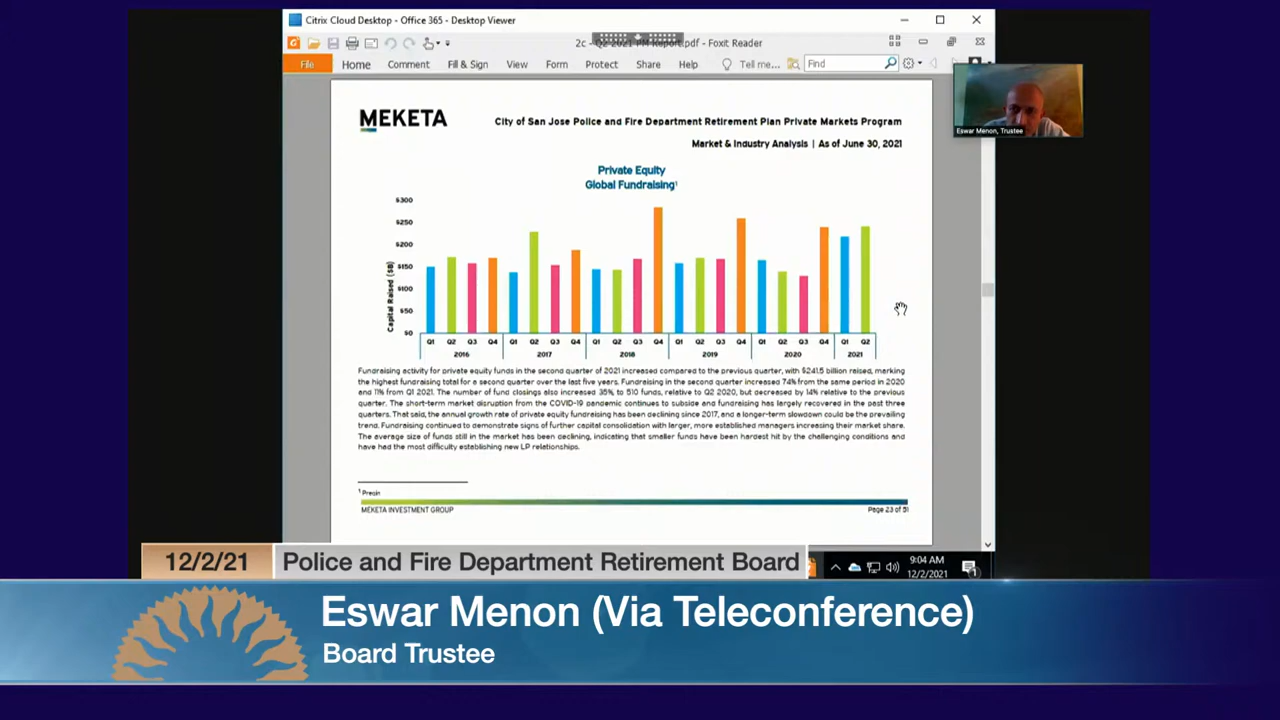 Citrix Cloud Desktop - Office 365 - Desktop Viewer
2c - Q2 2021 PM Report.pdf - Foxit Reader
File Home Comment Fill & Sign View Form Protect Share Help Tell me... Find
Eswar Menon, Trustee
MEKETA
City of San Jose Police and Fire Department Retirement Plan Private Markets Program
Market & Industry Analysis | As of June 30, 2021
Private Equity
Global Fundraising¹
Capital Raised ($B)
$300
$250
$200
$150
$100
$50
$0
Q1 Q2 Q3 Q4 Q1 Q2 Q3 Q4 Q1 Q2 Q3 Q4 Q1 Q2 Q3 Q4 Q1 Q2 Q3 Q4 Q1 Q2
2016 2017 2018 2019 2020 2021
Fundraising activity for private equity funds in the second quarter of 2021 increased compared to the previous quarter, with $241.5 billion raised, marking
the highest fundraising total for a second quarter over the last five years. Fundraising in the second quarter increased 74% from the same period in 2020
and 11% from Q1 2021. The number of fund closings also increased 35%, to 510 funds, relative to Q2 2020, but decreased by 14% relative to the previous
quarter. The short-term market disruption from the COVID-19 pandemic continues to subside and fundraising has largely recovered in the past three
quarters. That said, the annual growth rate of private equity fundraising has been declining since 2017, and a longer-term slowdown could be the prevailing
trend. Fundraising continued to demonstrate signs of further capital consolidation with larger, more established managers increasing their market share.
The average size of funds still in the market has been declining, indicating that smaller funds have been hardest hit by the challenging conditions and
have had the most difficulty establishing new LP relationships.
¹ Preqin
MEKETA INVESTMENT GROUP
Page 23 of 51
9:04 AM
12/2/2021
1
12/2/21 Police and Fire Department Retirement Board
Eswar Menon (Via Teleconference)
Board Trustee